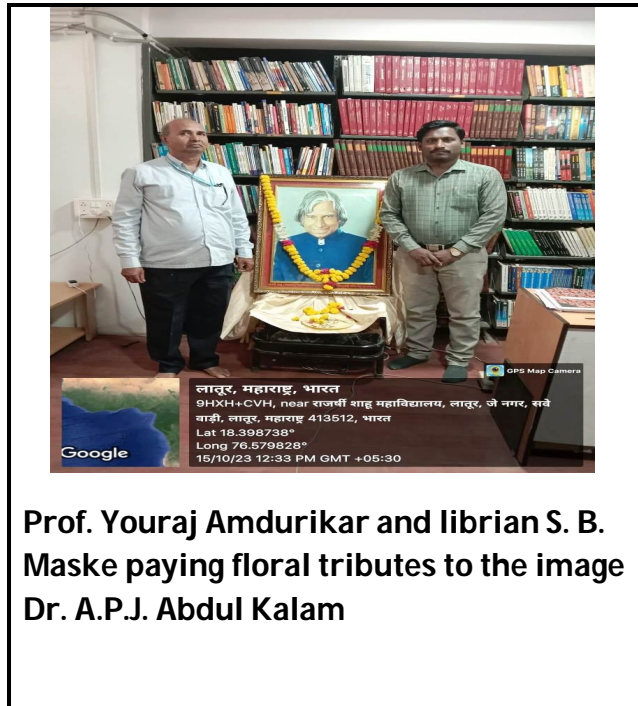 GPS Map Camera
लातूर, महाराष्ट्र, भारत
9HXH+CVH, near राजर्षी शाहू महाविद्यालय, लातूर, जे नगर, सवे
वाड़ी, लातूर, महाराष्ट्र 413512, भारत
Lat 18.398738°
Long 76.579828°
15/10/23 12:33 PM GMT +05:30
Google
Prof. Youraj Amdurikar and librian S. B.
Maske paying floral tributes to the image
Dr. A.P.J. Abdul Kalam